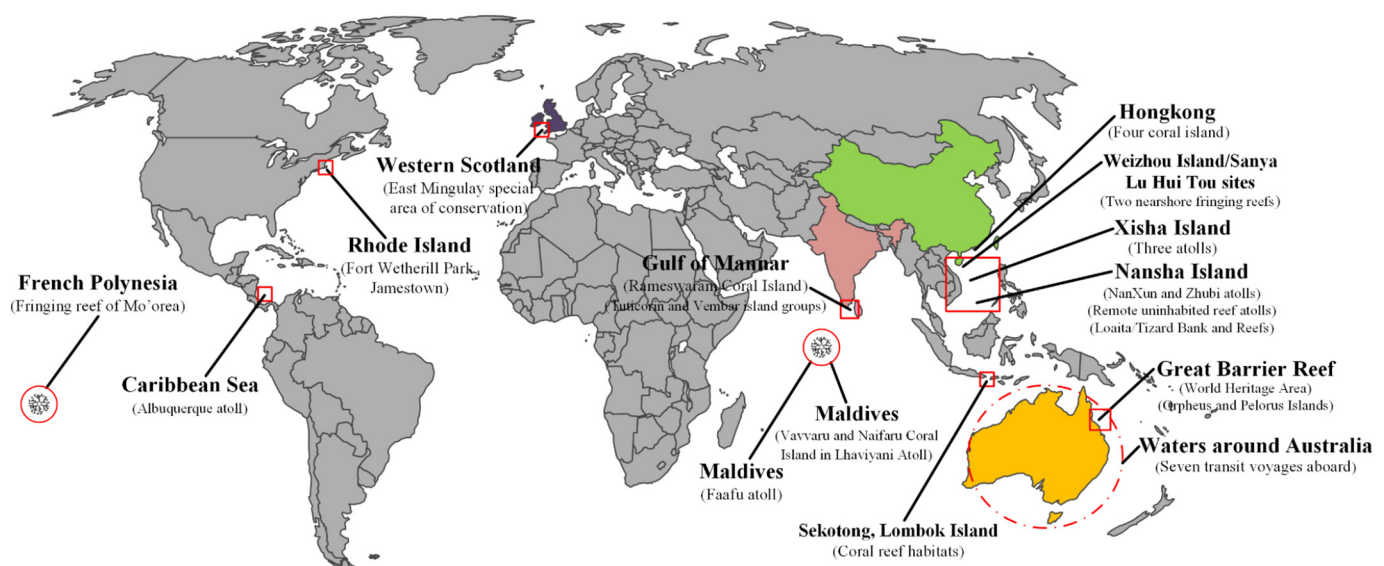 Hongkong
(Four coral island)
Weizhou Island/Sanya
Lu Hui Tou sites
(Two nearshore fringing reefs)
Western Scotland
(East Mingulay special
area of conservation)
Xisha Island
(Three atolls)
Rhode Island
(Fort Wetherill Park,
Jamestown)
Gulf of Mannar
(Rameswaram Coral Island)
(Tuticorin and Vembar island groups)
Nansha Island
(NanXun and Zhubi atolls)
(Remote uninhabited reef atolls)
(Loaita/Tizard Bank and Reefs)
French Polynesia
(Fringing reef of Mo'orea)
Caribbean Sea
(Albuquerque atoll)
Great Barrier Reef
(World Heritage Area)
(Orpheus and Pelorus Islands)
Maldives
(Vavvaru and Naifaru Coral
Island in Lhaviyani Atoll)
Waters around Australia
(Seven transit voyages aboard)
Maldives
(Faafu atoll)
Sekotong, Lombok Island
(Coral reef habitats)